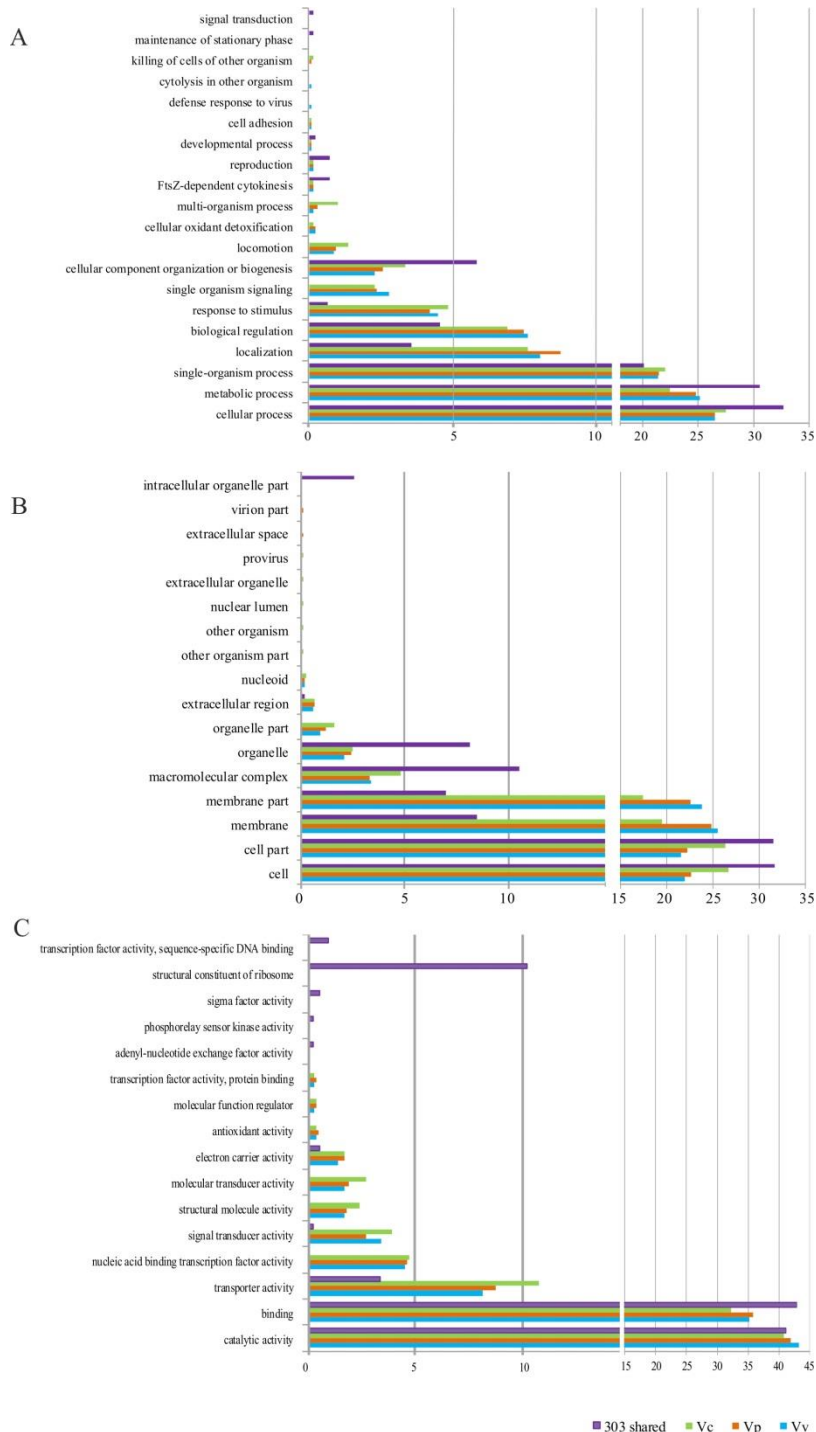 A
signal transduction
maintenance of stationary phase
killing of cells of other organism
cytolysis in other organism
defense response to virus
cell adhesion
developmental process
reproduction
FtsZ-dependent cytokinesis
multi-organism process
cellular oxidant detoxification
locomotion
cellular component organization or biogenesis
single organism signaling
response to stimulus
biological regulation
localization
single-organism process
metabolic process
cellular process
0 5 10 20 25 30 35
B
intracellular organelle part
virion part
extracellular space
provirus
extracellular organelle
nuclear lumen
other organism
other organism part
nucleoid
extracellular region
organelle part
organelle
macromolecular complex
membrane part
membrane
cell part
cell
0 5 10 15 20 25 30 35
C
transcription factor activity, sequence-specific DNA binding
structural constituent of ribosome
sigma factor activity
phosphorelay sensor kinase activity
adenyl-nucleotide exchange factor activity
transcription factor activity, protein binding
molecular function regulator
antioxidant activity
electron carrier activity
molecular transducer activity
structural molecule activity
signal transducer activity
nucleic acid binding transcription factor activity
transporter activity
binding
catalytic activity
0 5 10 15 20 25 30 35 40 45
303 shared Vc Vp Vv